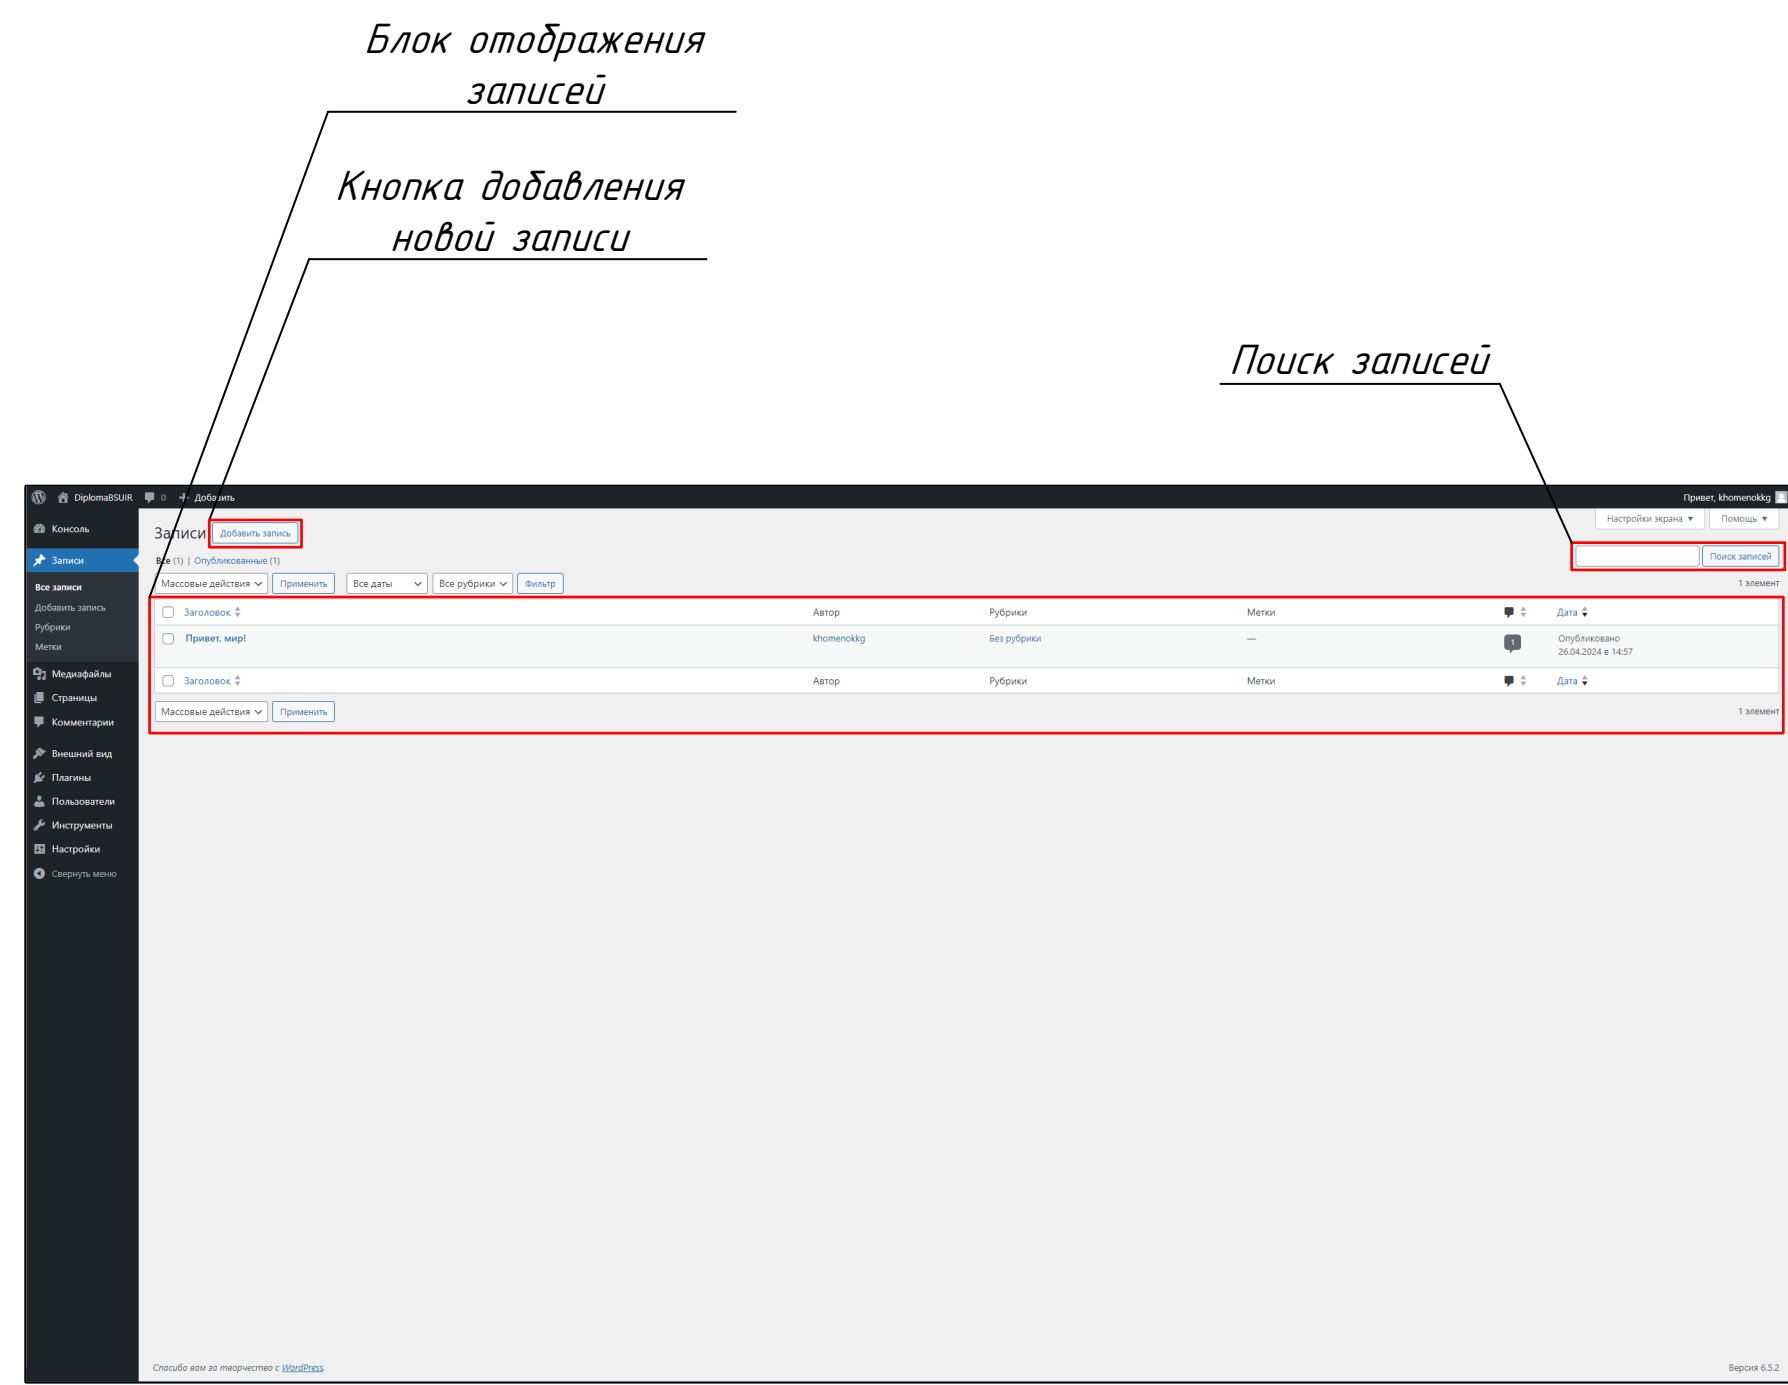 Блок отображения
записей
Кнопка добавления
новой записи
Поиск записей
DiplomaBSUIR 0 Добавить Привет, khomenokkg
Консоль
Записи
Все записи
Добавить запись
Рубрики
Метки
Медиафайлы
Страницы
Комментарии
Внешний вид
Плагины
Пользователи
Инструменты
Настройки
Свернуть меню
Настройки экрана Помощь
Записи Добавить запись
Все (1) | Опубликованные (1)
Поиск записей
Массовые действия Применить Все даты Все рубрики Фильтр 1 элемент
Заголовок Автор Рубрики Метки Дата
Привет, мир! khomenokkg Без рубрики — 1 Опубликовано
26.04.2024 в 14:57
Заголовок Автор Рубрики Метки Дата
Массовые действия Применить 1 элемент
Спасибо вам за творчество с WordPress. Версия 6.5.2